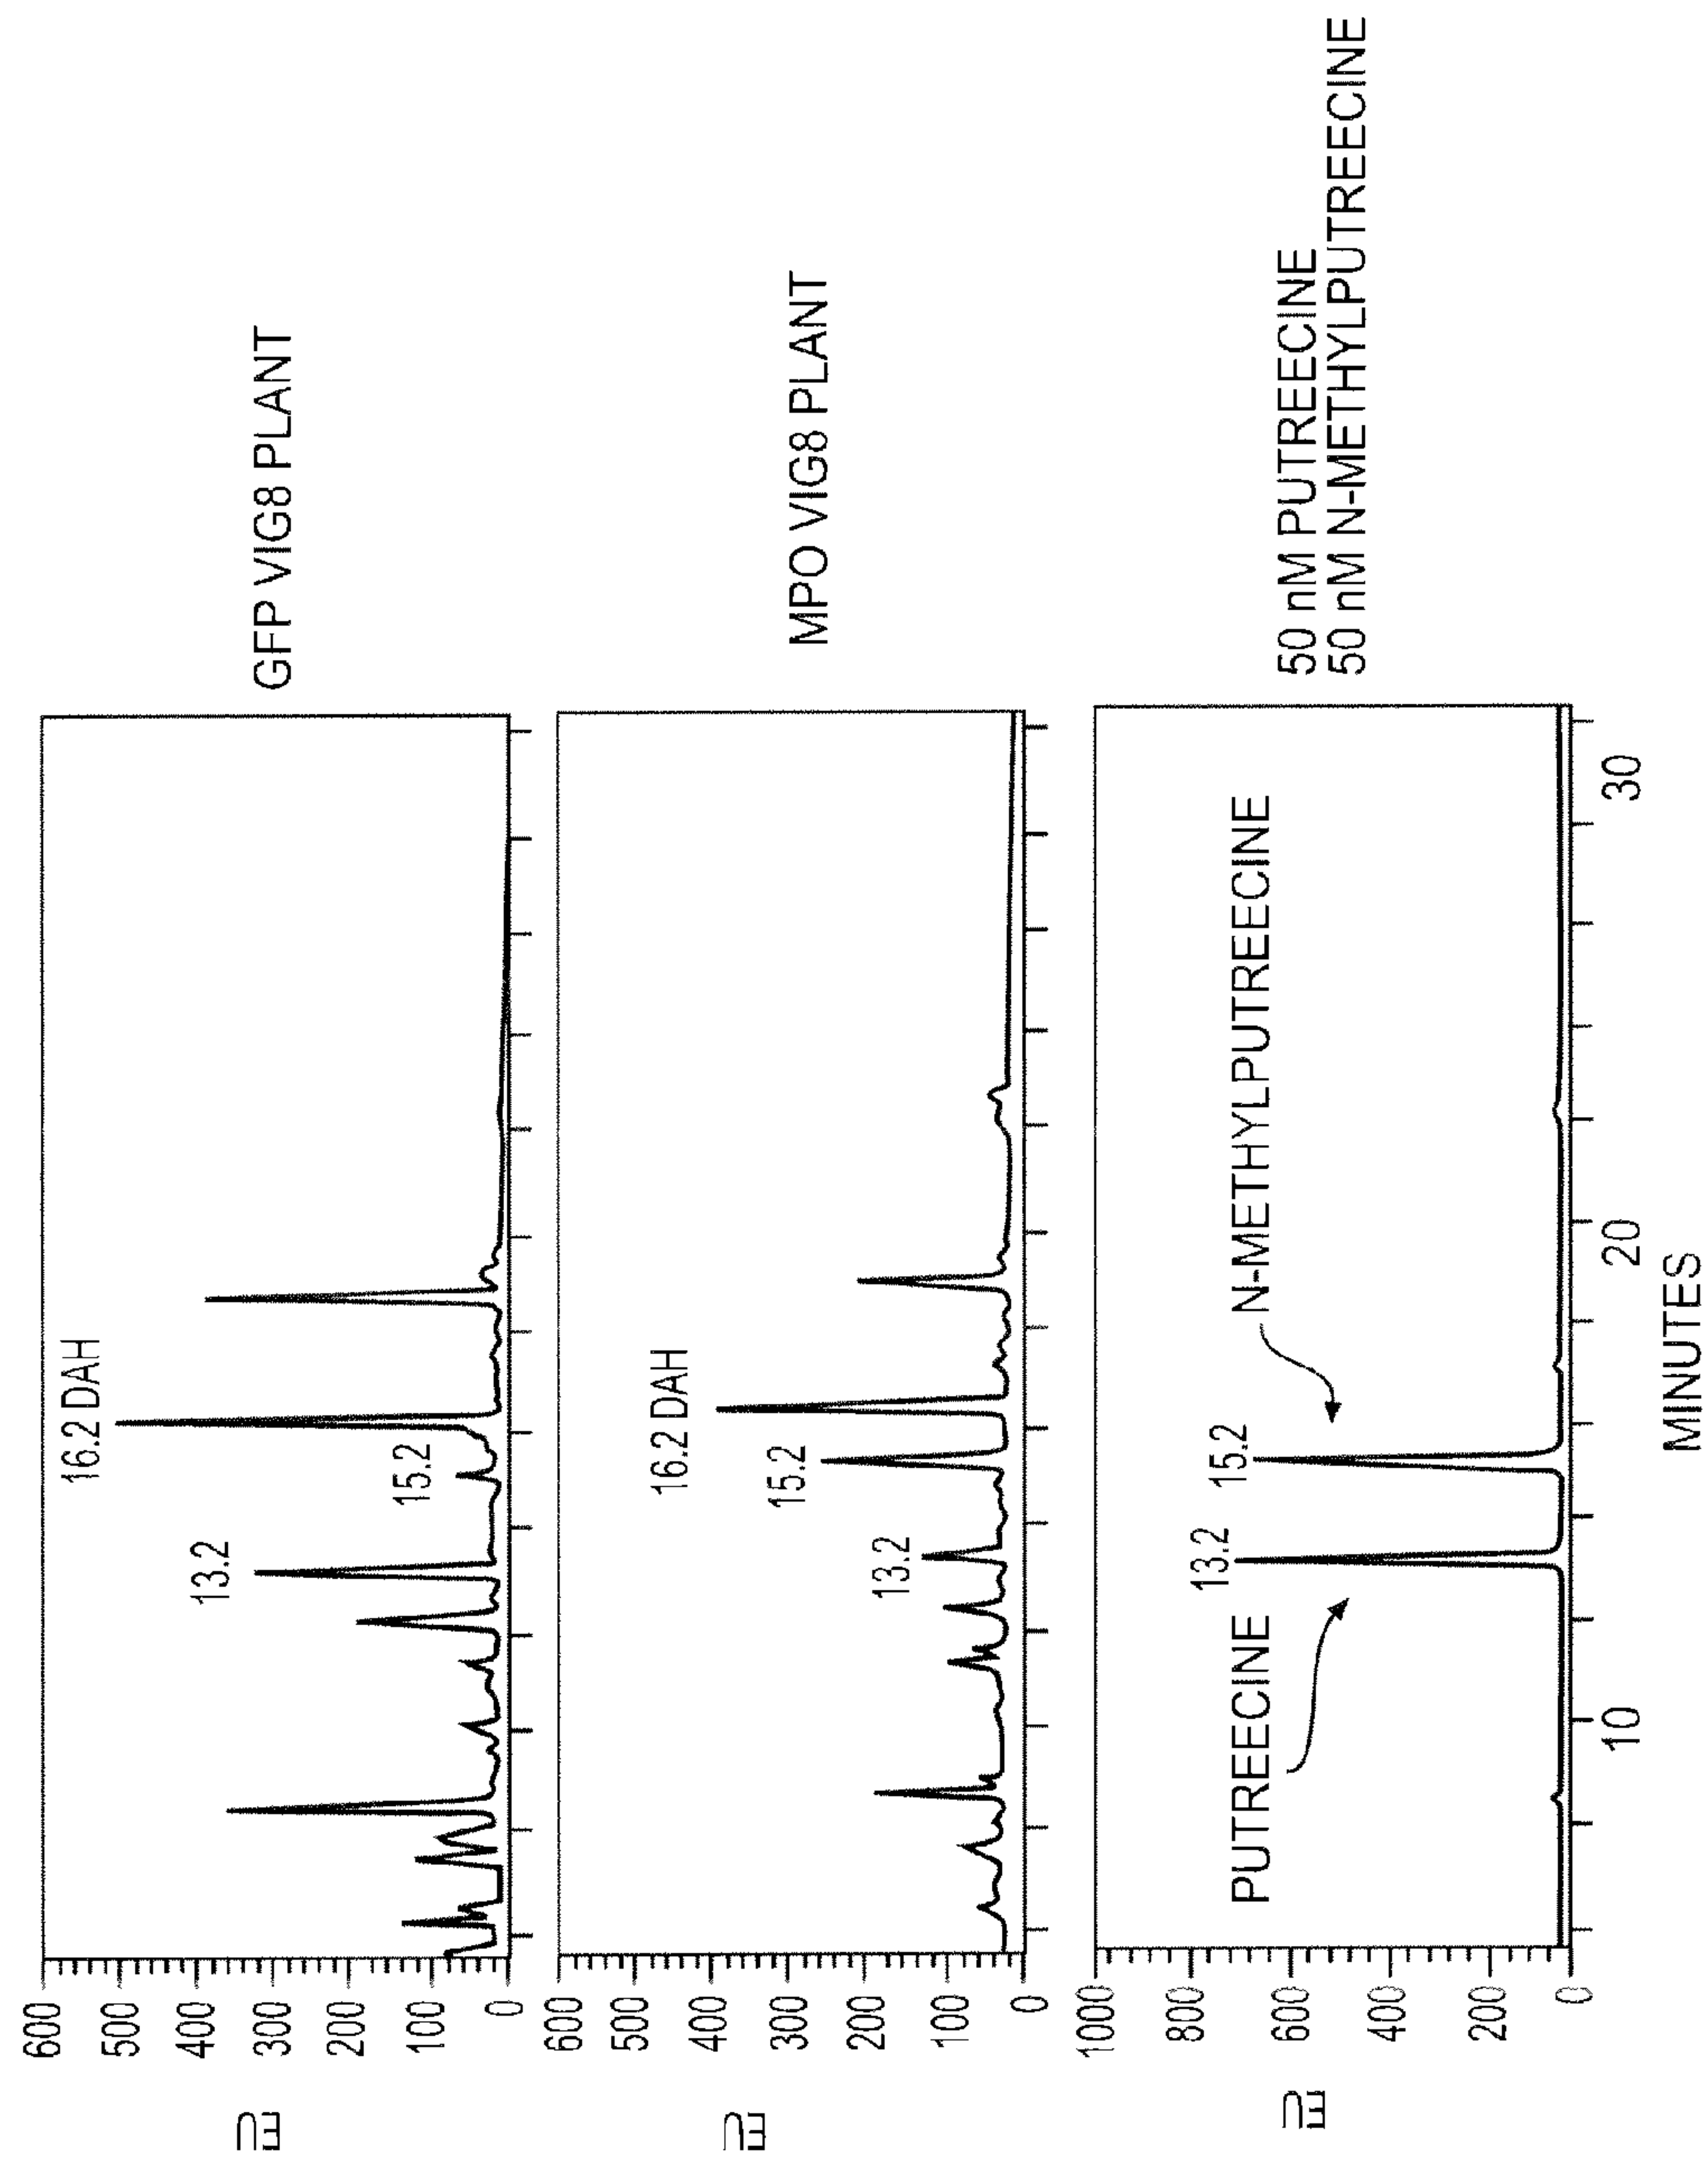 EU
600
500
400
300
200
100
0
16.2 DAH
13.2
15.2
GFP VIG8 PLANT
EU
600
500
400
300
200
100
0
16.2 DAH
15.2
13.2
MPO VIG8 PLANT
EU
1000
800
600
400
200
0
PUTREECINE
13.2
15.2
N-METHYLPUTREECINE
50 nM PUTREECINE
50 nM N-METHYLPUTREECINE
10
20
30
MINUTES